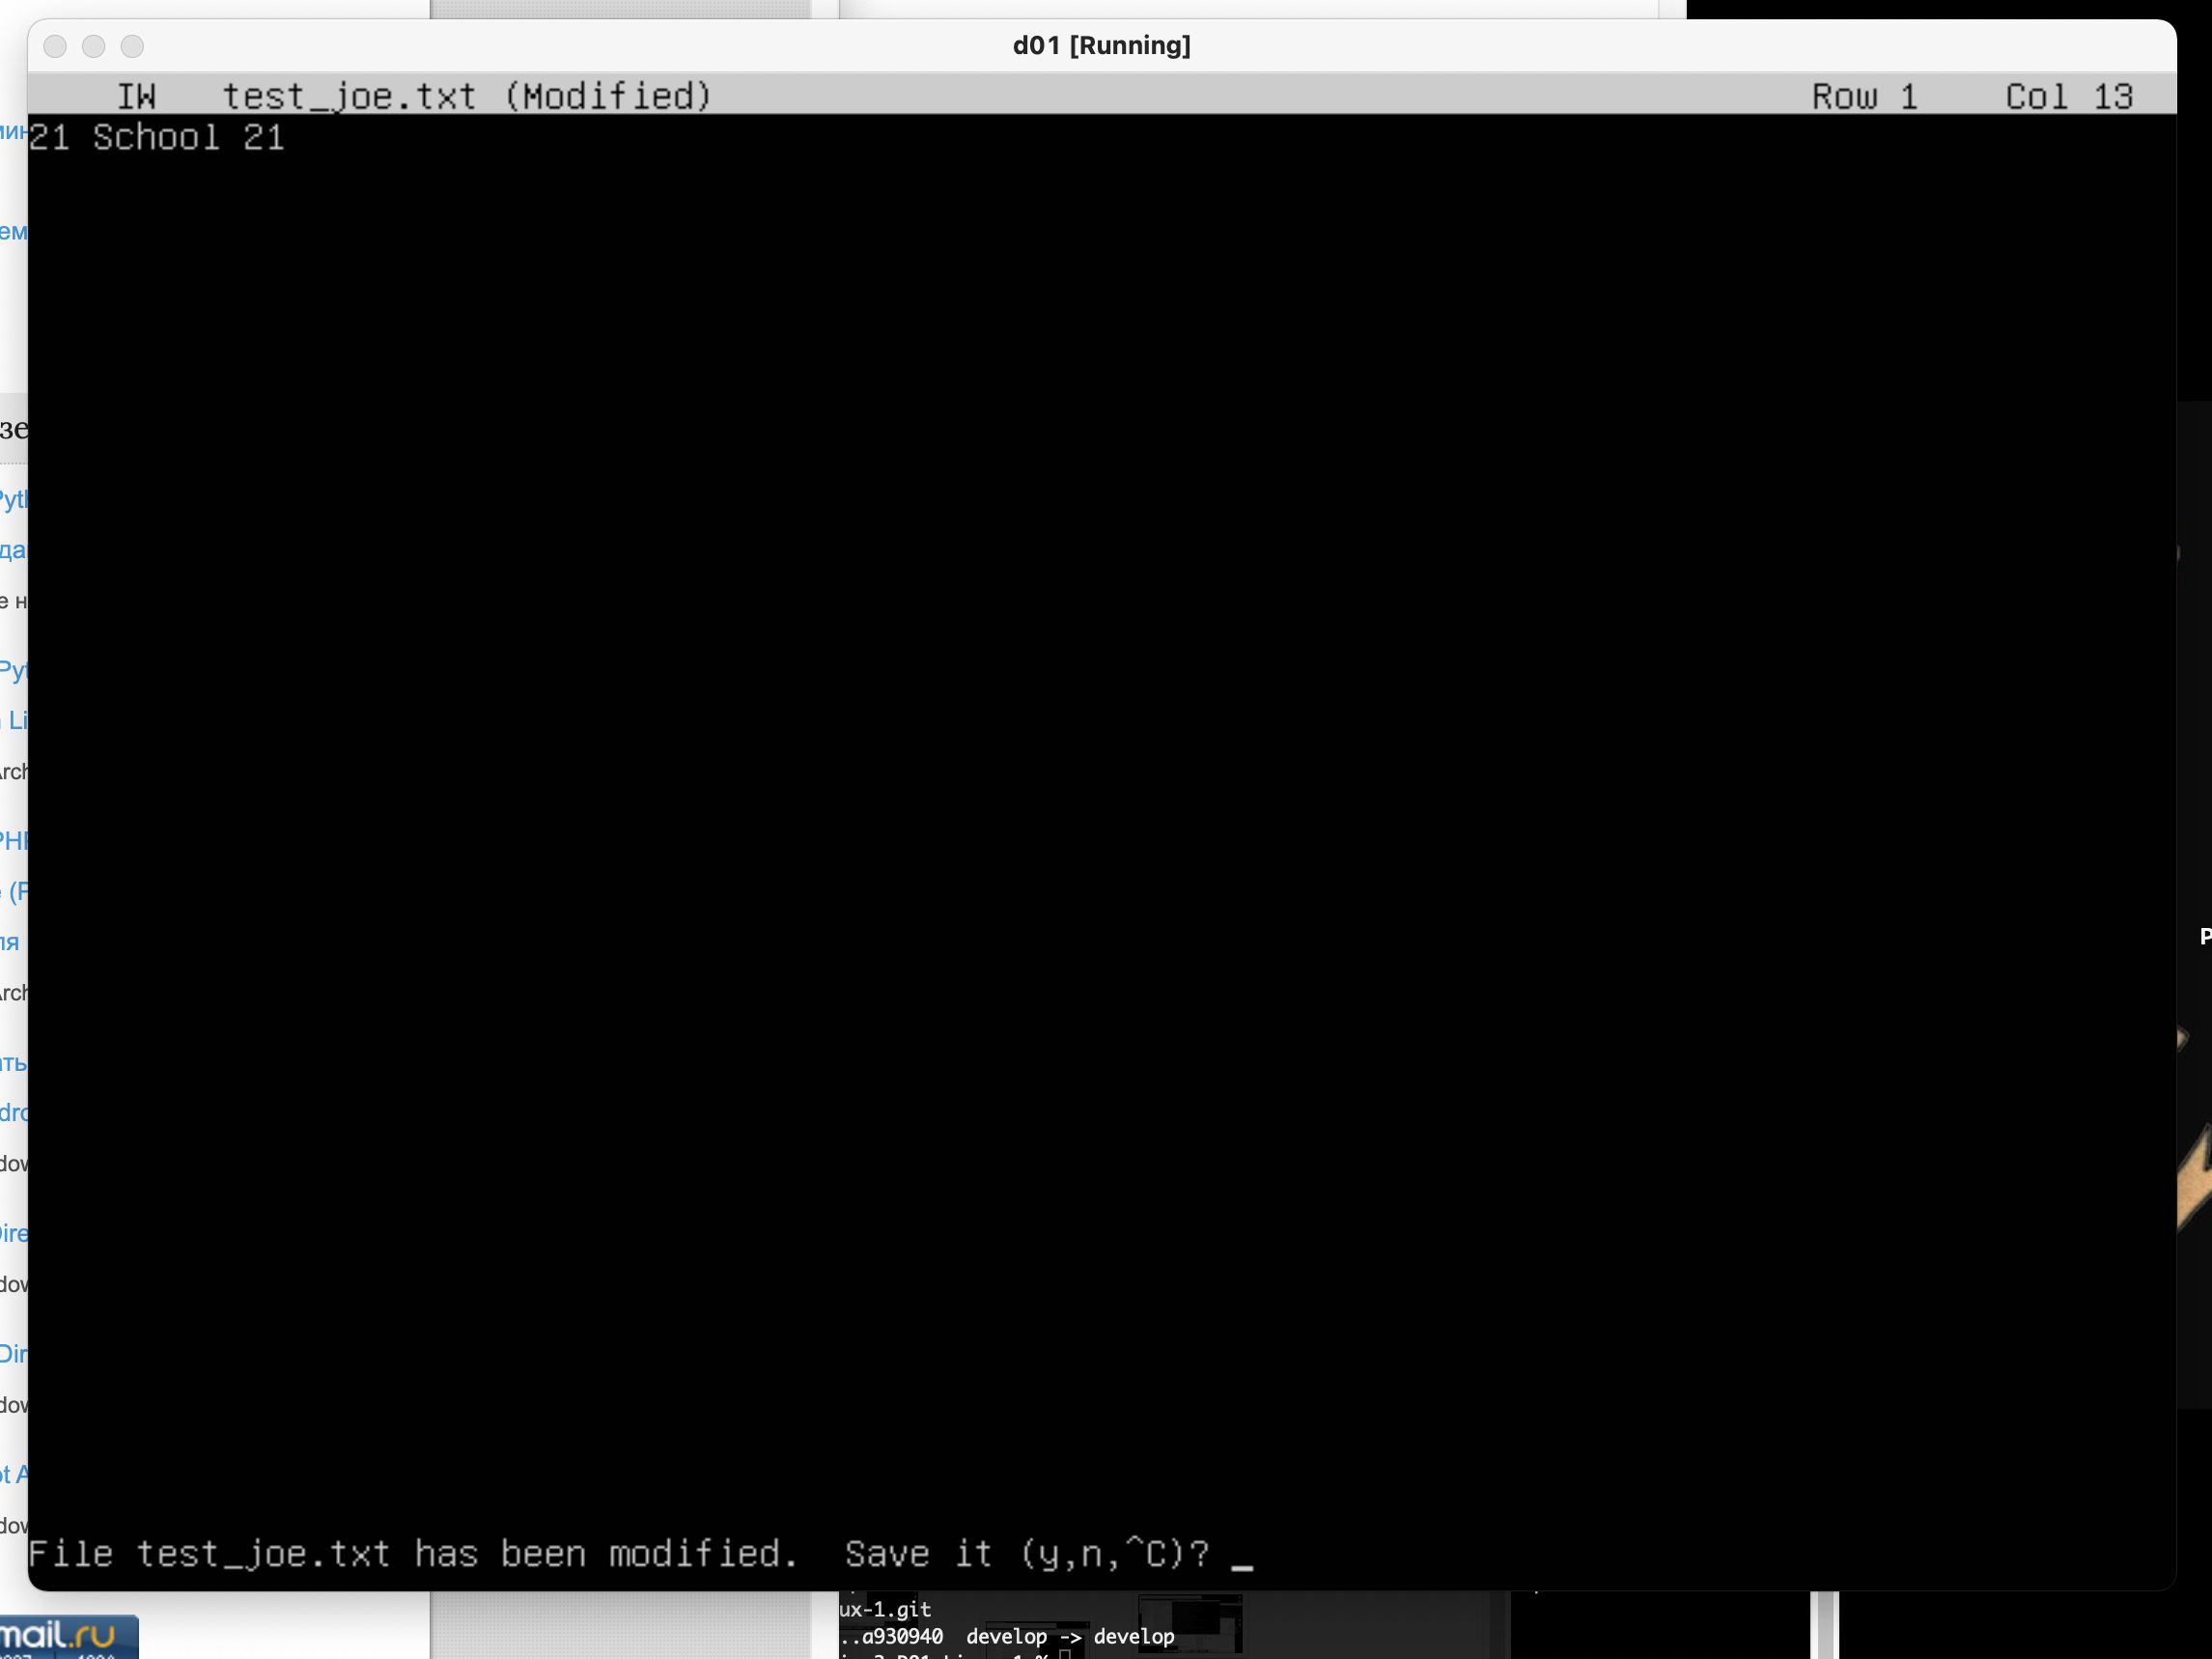 d01 [Running]
IW test_joe.txt (Modified) Row 1 Col 13
21 School 21
File test_joe.txt has been modified. Save it (y,n,^C)? _
ux-1.git
..a930940 develop -> develop
mail.ru